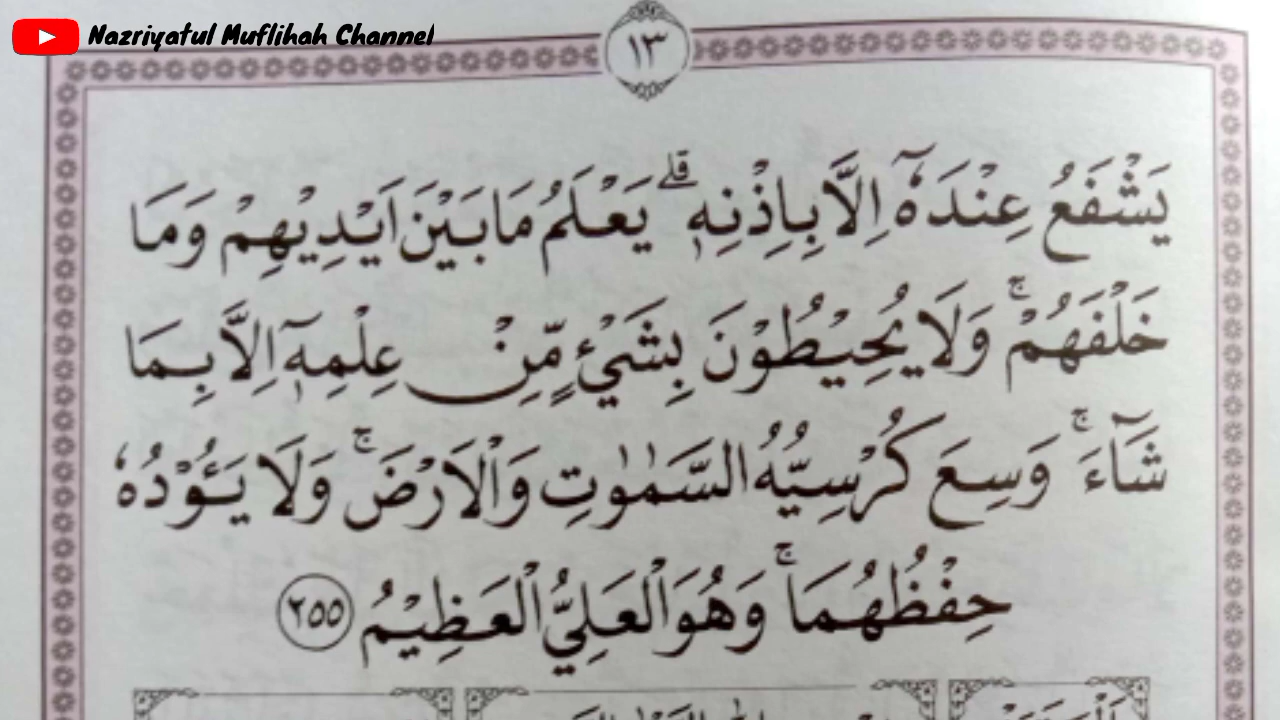 Nazriyatul Muflihah Channel
١٣
يَشْفَعُ عِنْدَهٗٓ اِلَّا بِاِذْنِهٖ ۗ يَعْلَمُ مَا بَيْنَ اَيْدِيْهِمْ وَمَا
خَلْفَهُمْ ۚ وَلَا يُحِيْطُوْنَ بِشَيْءٍ مِّنْ عِلْمِهٖٓ اِلَّا بِمَا
شَاۤءَ ۚ وَسِعَ كُرْسِيُّهُ السَّمٰوٰتِ وَالْاَرْضَ ۚ وَلَا يَـُٔوْدُهٗ
حِفْظُهُمَا ۚ وَهُوَ الْعَلِيُّ الْعَظِيْمُ ٢٥٥